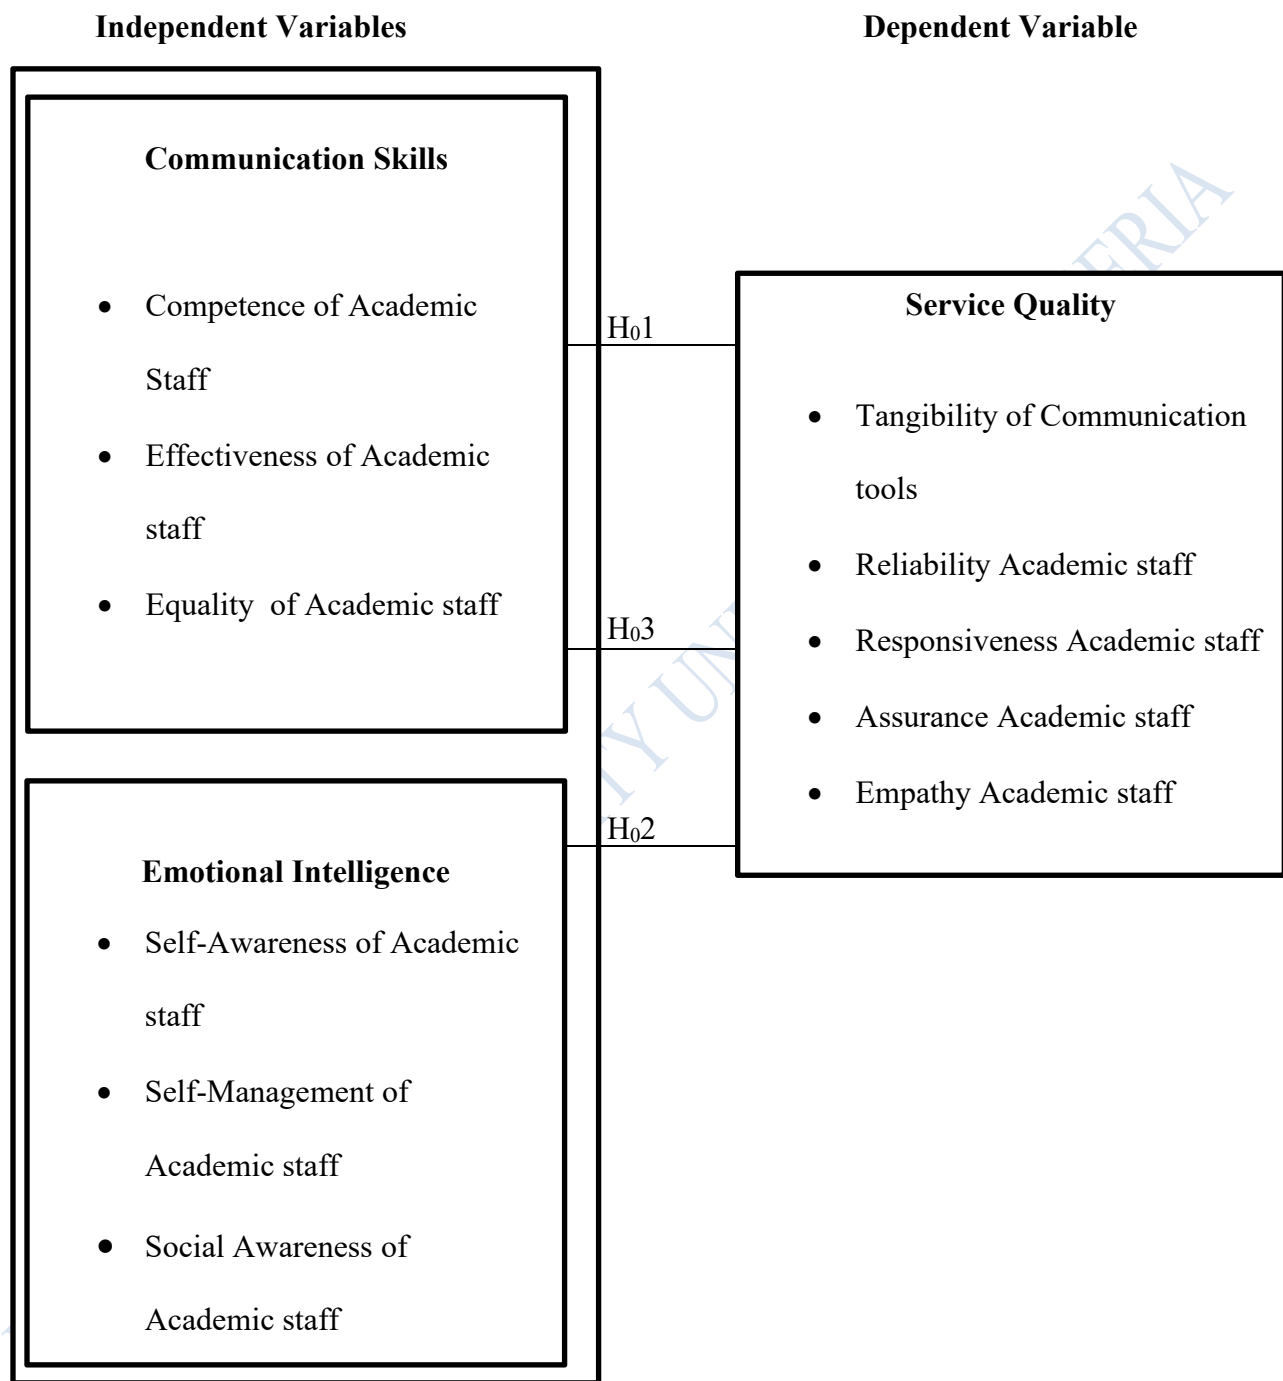 Independent Variables
Dependent Variable
Communication Skills
• Competence of Academic
Staff
• Effectiveness of Academic
staff
• Equality of Academic staff
Emotional Intelligence
• Self-Awareness of Academic
staff
• Self-Management of
Academic staff
• Social Awareness of
Academic staff
H₀1
H₀3
H₀2
Service Quality
• Tangibility of Communication
tools
• Reliability Academic staff
• Responsiveness Academic staff
• Assurance Academic staff
• Empathy Academic staff